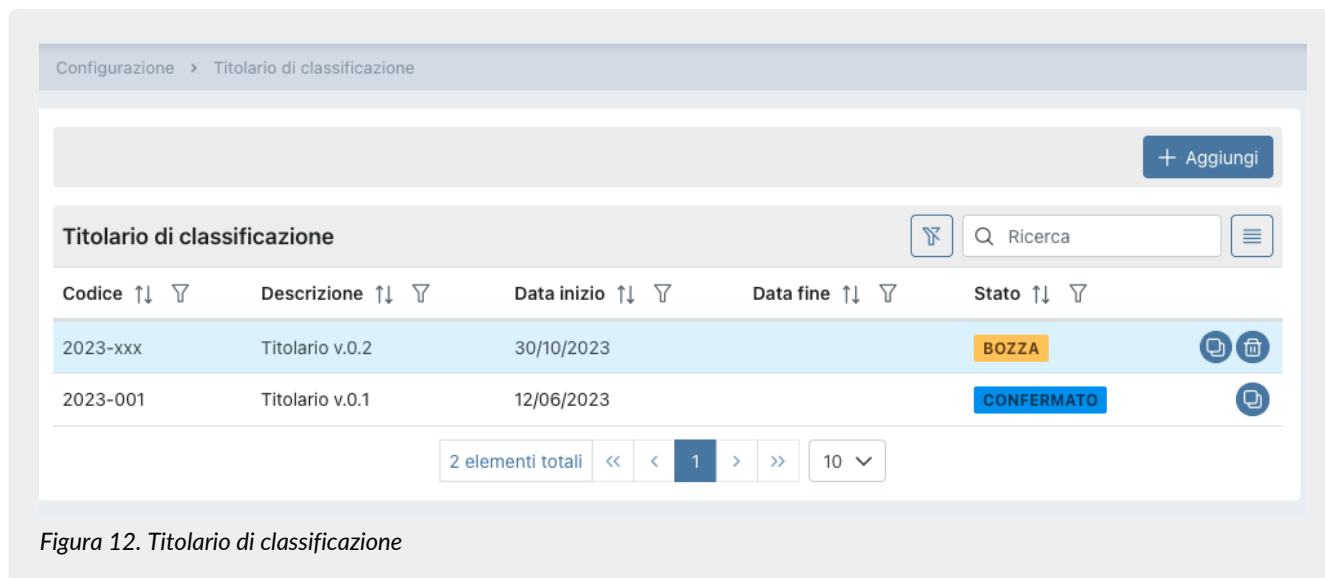 Configurazione > Titolario di classificazione
+ Aggiungi
Titolario di classificazione Ricerca
Codice Descrizione Data inizio Data fine Stato
2023-xxx Titolario v.0.2 30/10/2023 BOZZA
2023-001 Titolario v.0.1 12/06/2023 CONFERMATO
2 elementi totali << < 1 > >> 10
Figura 12. Titolario di classificazione